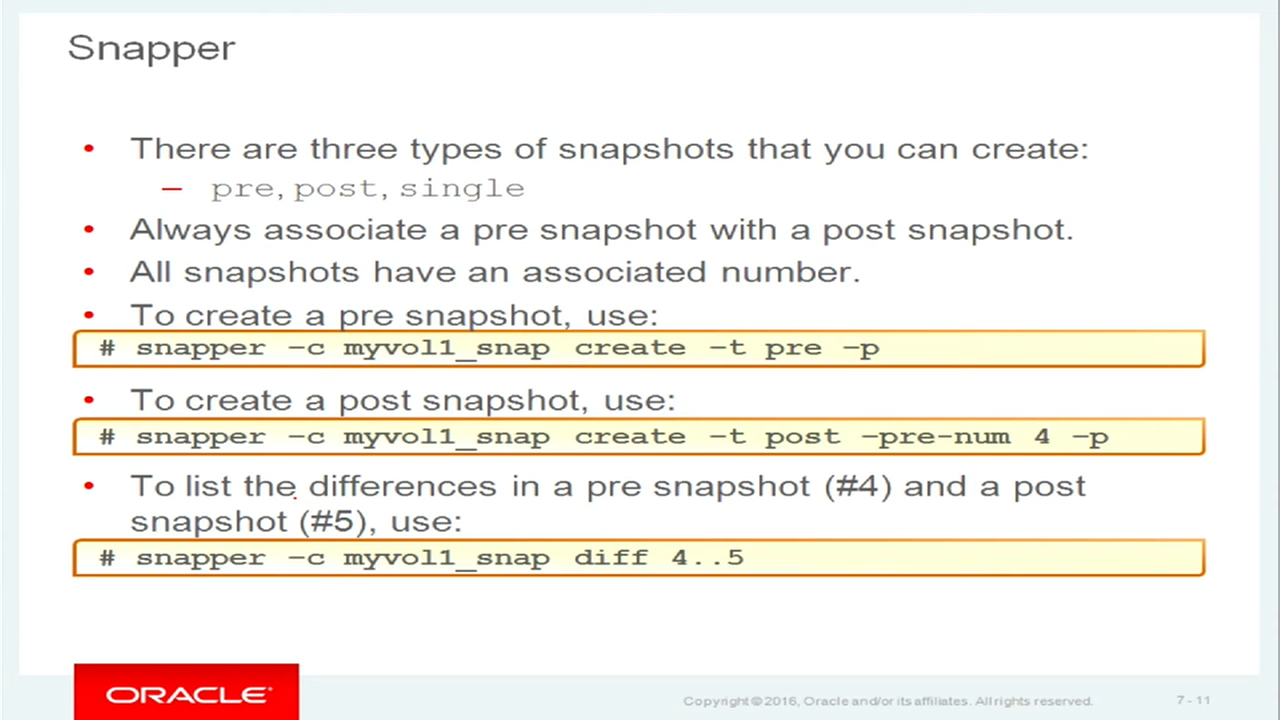 Snapper
• There are three types of snapshots that you can create:
– pre, post, single
• Always associate a pre snapshot with a post snapshot.
• All snapshots have an associated number.
• To create a pre snapshot, use:
# snapper –c myvol1_snap create –t pre –p
• To create a post snapshot, use:
# snapper –c myvol1_snap create –t post –pre-num 4 –p
• To list the differences in a pre snapshot (#4) and a post
snapshot (#5), use:
# snapper –c myvol1_snap diff 4..5
ORACLE®
Copyright © 2016, Oracle and/or its affiliates. All rights reserved.
7 - 11